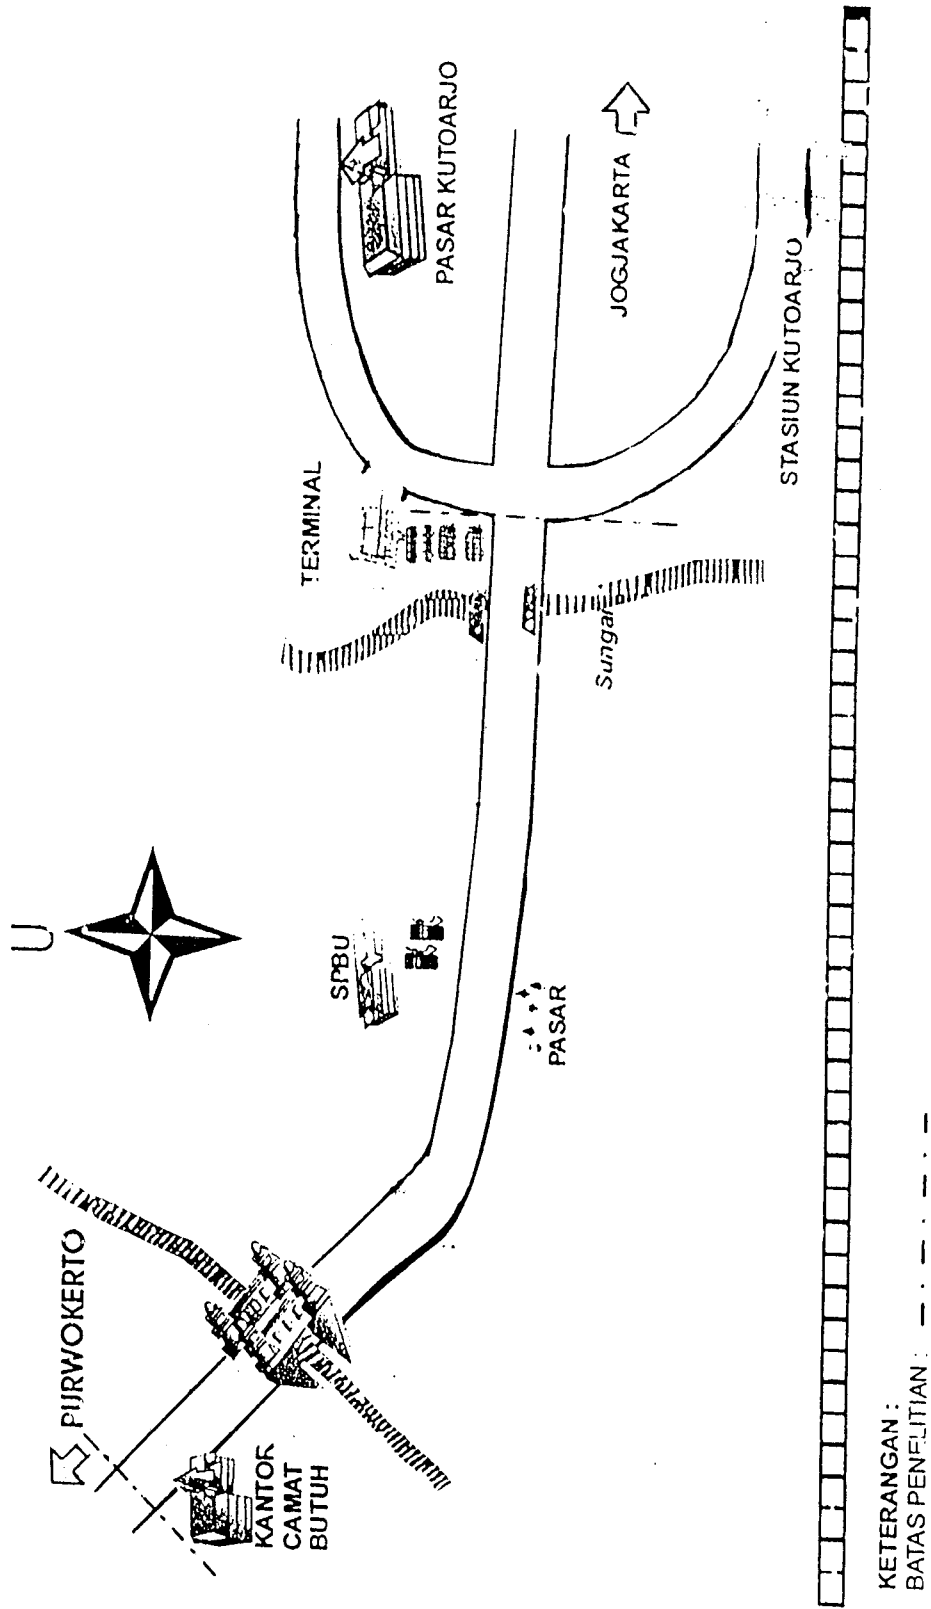 U
PURWOKERTO
KANTOR
CAMAT
BUTUH
SPBU
PASAR
TERMINAL
Sungai
PASAR KUTOARJO
JOGJAKARTA
STASIUN KUTOARJO
KETERANGAN :
BATAS PENELITIAN :